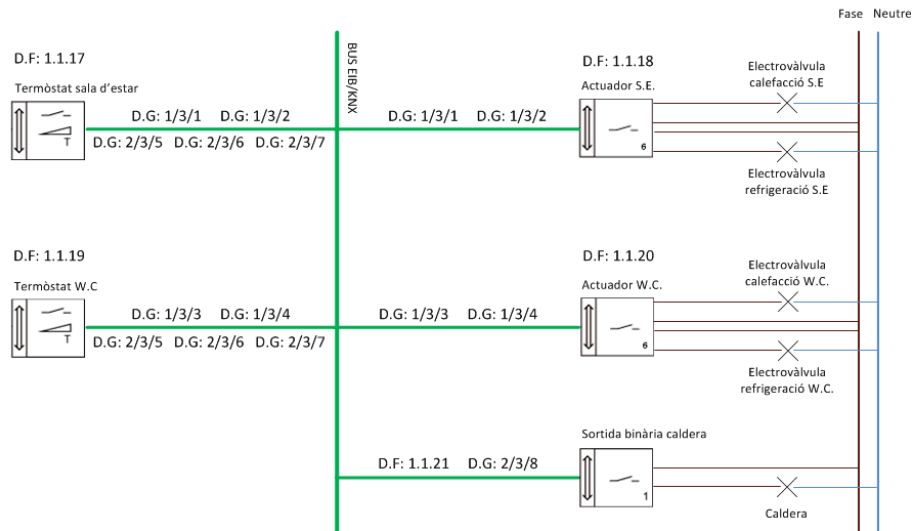 Fase Neutre
D.F: 1.1.17
Termòstat sala d'estar
T
D.G: 1/3/1 D.G: 1/3/2
D.G: 2/3/5 D.G: 2/3/6 D.G: 2/3/7
BUS EIB/KNX
D.G: 1/3/1 D.G: 1/3/2
D.F: 1.1.18
Actuador S.E.
6
Electrovàlvula
calefacció S.E
Electrovàlvula
refrigeració S.E
D.F: 1.1.19
Termòstat W.C
T
D.G: 1/3/3 D.G: 1/3/4
D.G: 2/3/5 D.G: 2/3/6 D.G: 2/3/7
D.G: 1/3/3 D.G: 1/3/4
D.F: 1.1.20
Actuador W.C.
6
Electrovàlvula
calefacció W.C.
Electrovàlvula
refrigeració W.C.
Sortida binària caldera
D.F: 1.1.21 D.G: 2/3/8
1
Caldera